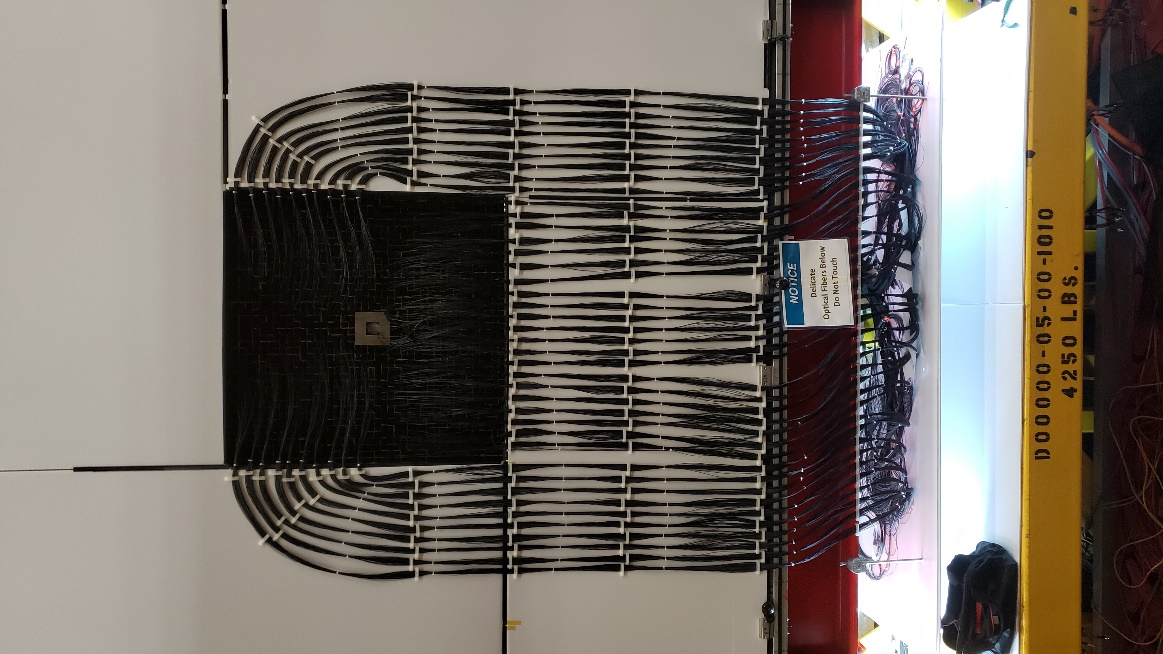 NOTICE
Delicate
Optical Fibers Below
Do Not Touch
D00000-05-00-1010
4250 LBS.